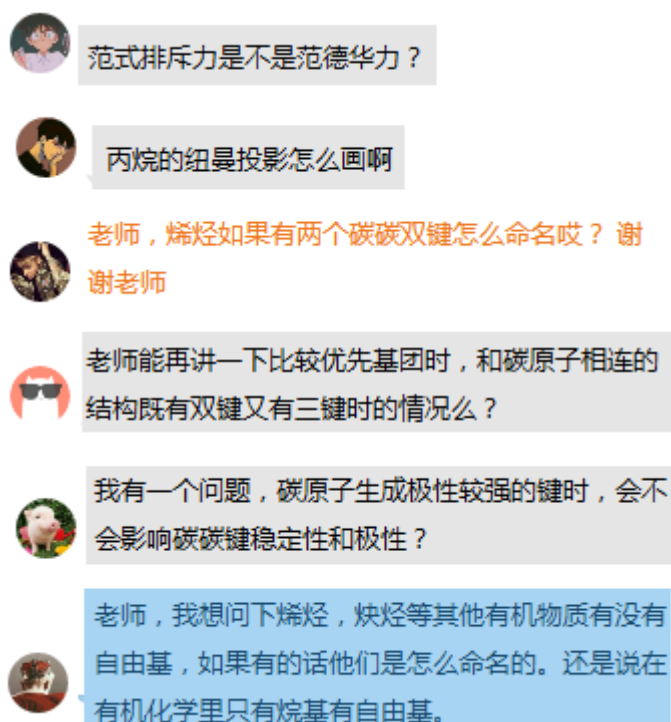 范式排斥力是不是范德华力？
丙烷的纽曼投影怎么画啊
老师，烯烃如果有两个碳碳双键怎么命名哎？ 谢
谢老师
老师能再讲一下比较优先基团时，和碳原子相连的
结构既有双键又有三键时的情况么？
我有一个问题，碳原子生成极性较强的键时，会不
会影响碳碳键稳定性和极性？
老师，我想问下烯烃，炔烃等其他有机物质有没有
自由基，如果有的话他们是怎么命名的。还是说在
有机化学里只有烷基有自由基。